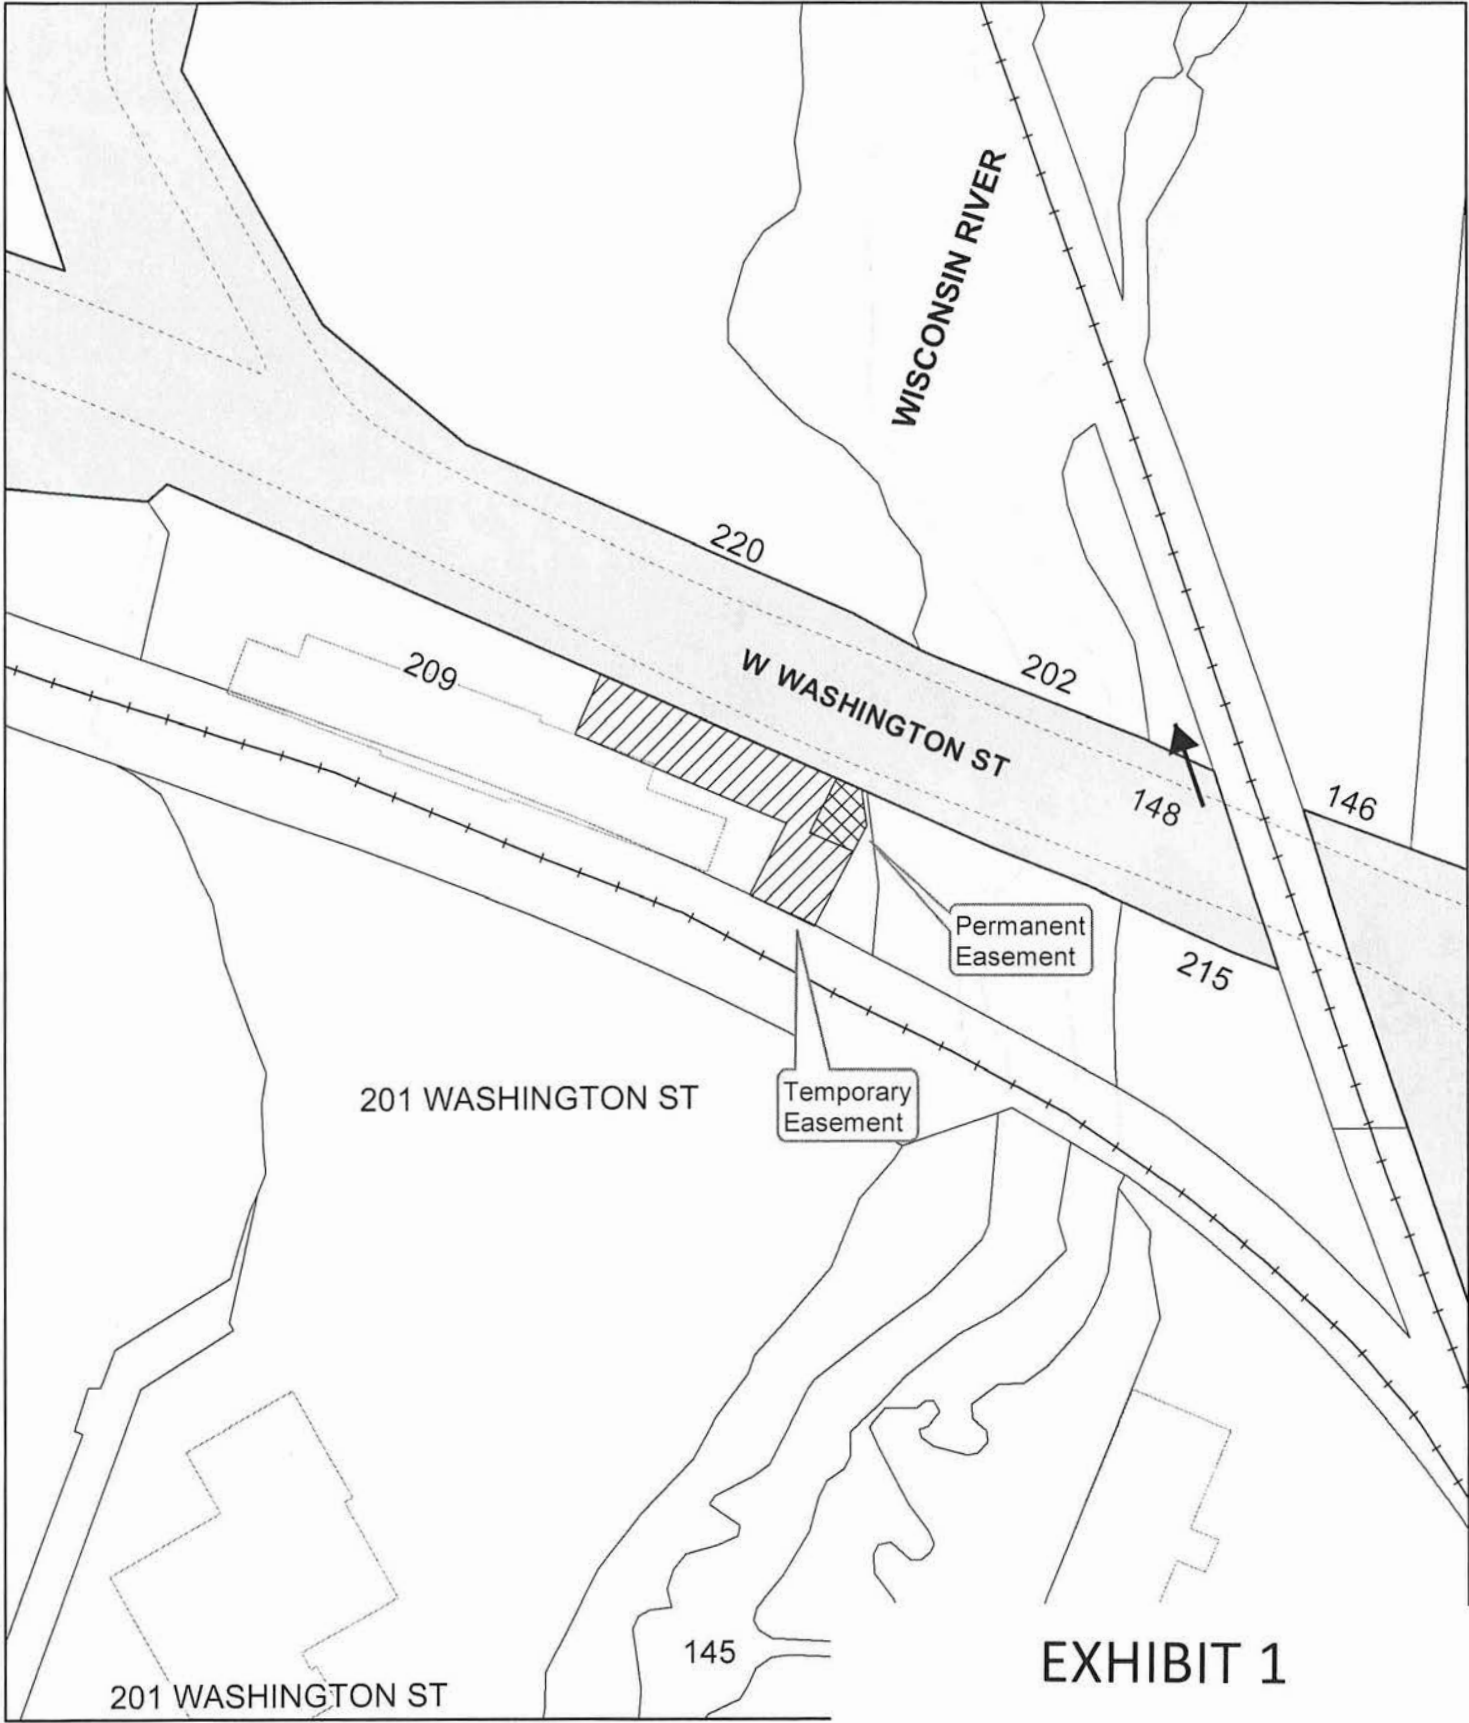 WISCONSIN RIVER
220
W WASHINGTON ST
202
209
148
146
Permanent
Easement
215
Temporary
Easement
201 WASHINGTON ST
145
EXHIBIT 1
201 WASHINGTON ST